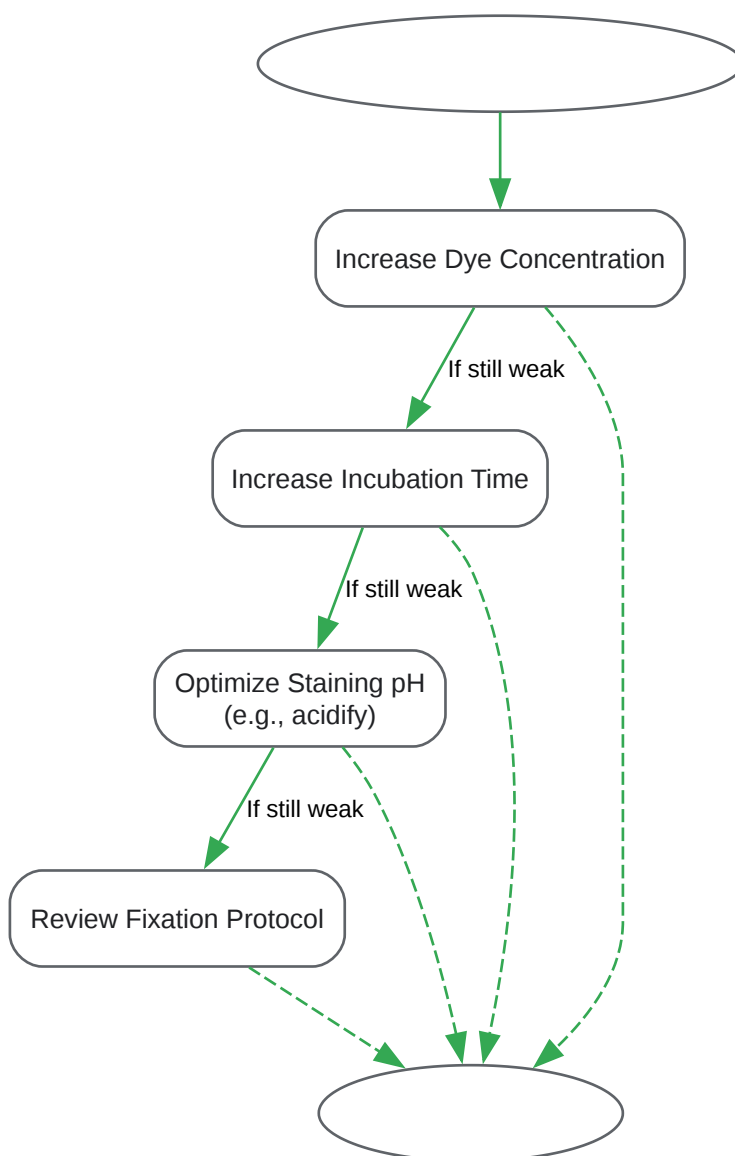 Increase Dye Concentration
If still weak
Increase Incubation Time
If still weak
Optimize Staining pH
(e.g., acidify)
If still weak
Review Fixation Protocol